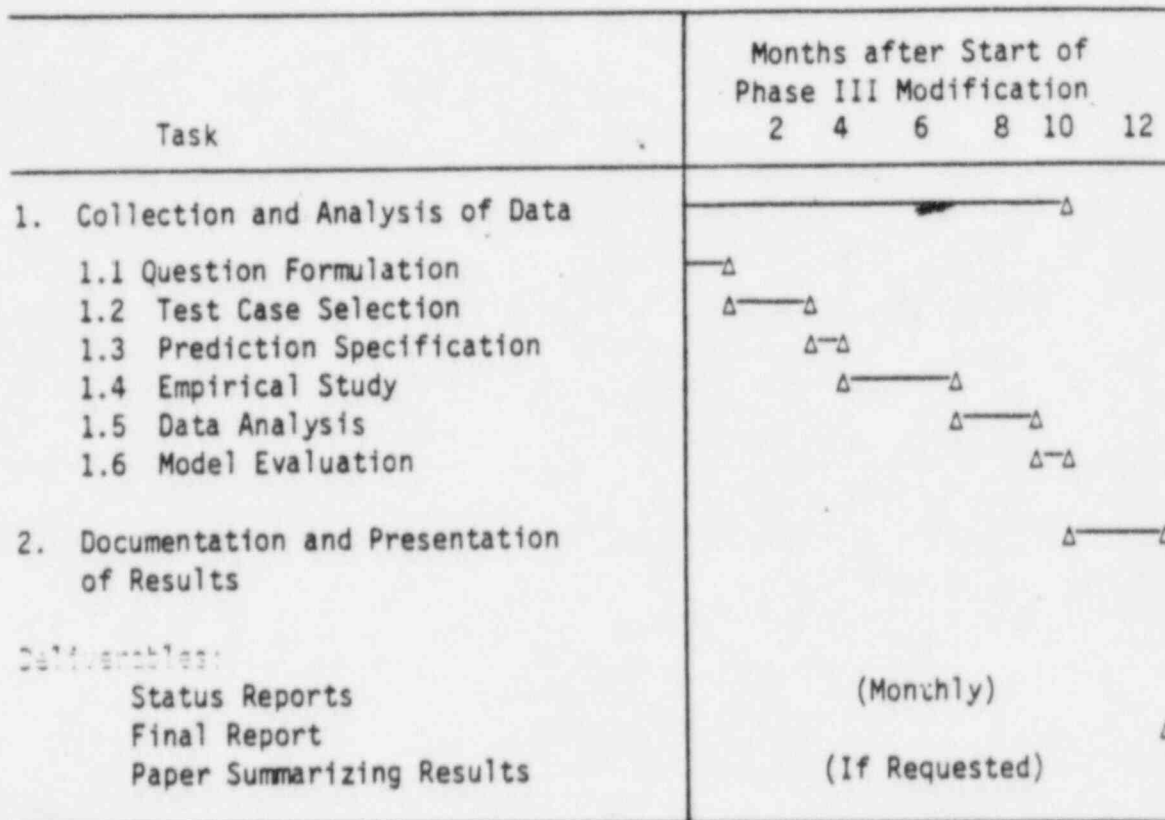 Months after Start of
Phase III Modification
Task 2 4 6 8 10 12
1. Collection and Analysis of Data
1.1 Question Formulation
1.2 Test Case Selection
1.3 Prediction Specification
1.4 Empirical Study
1.5 Data Analysis
1.6 Model Evaluation
2. Documentation and Presentation
of Results
Deliverables:
Status Reports (Monthly)
Final Report
Paper Summarizing Results (If Requested)